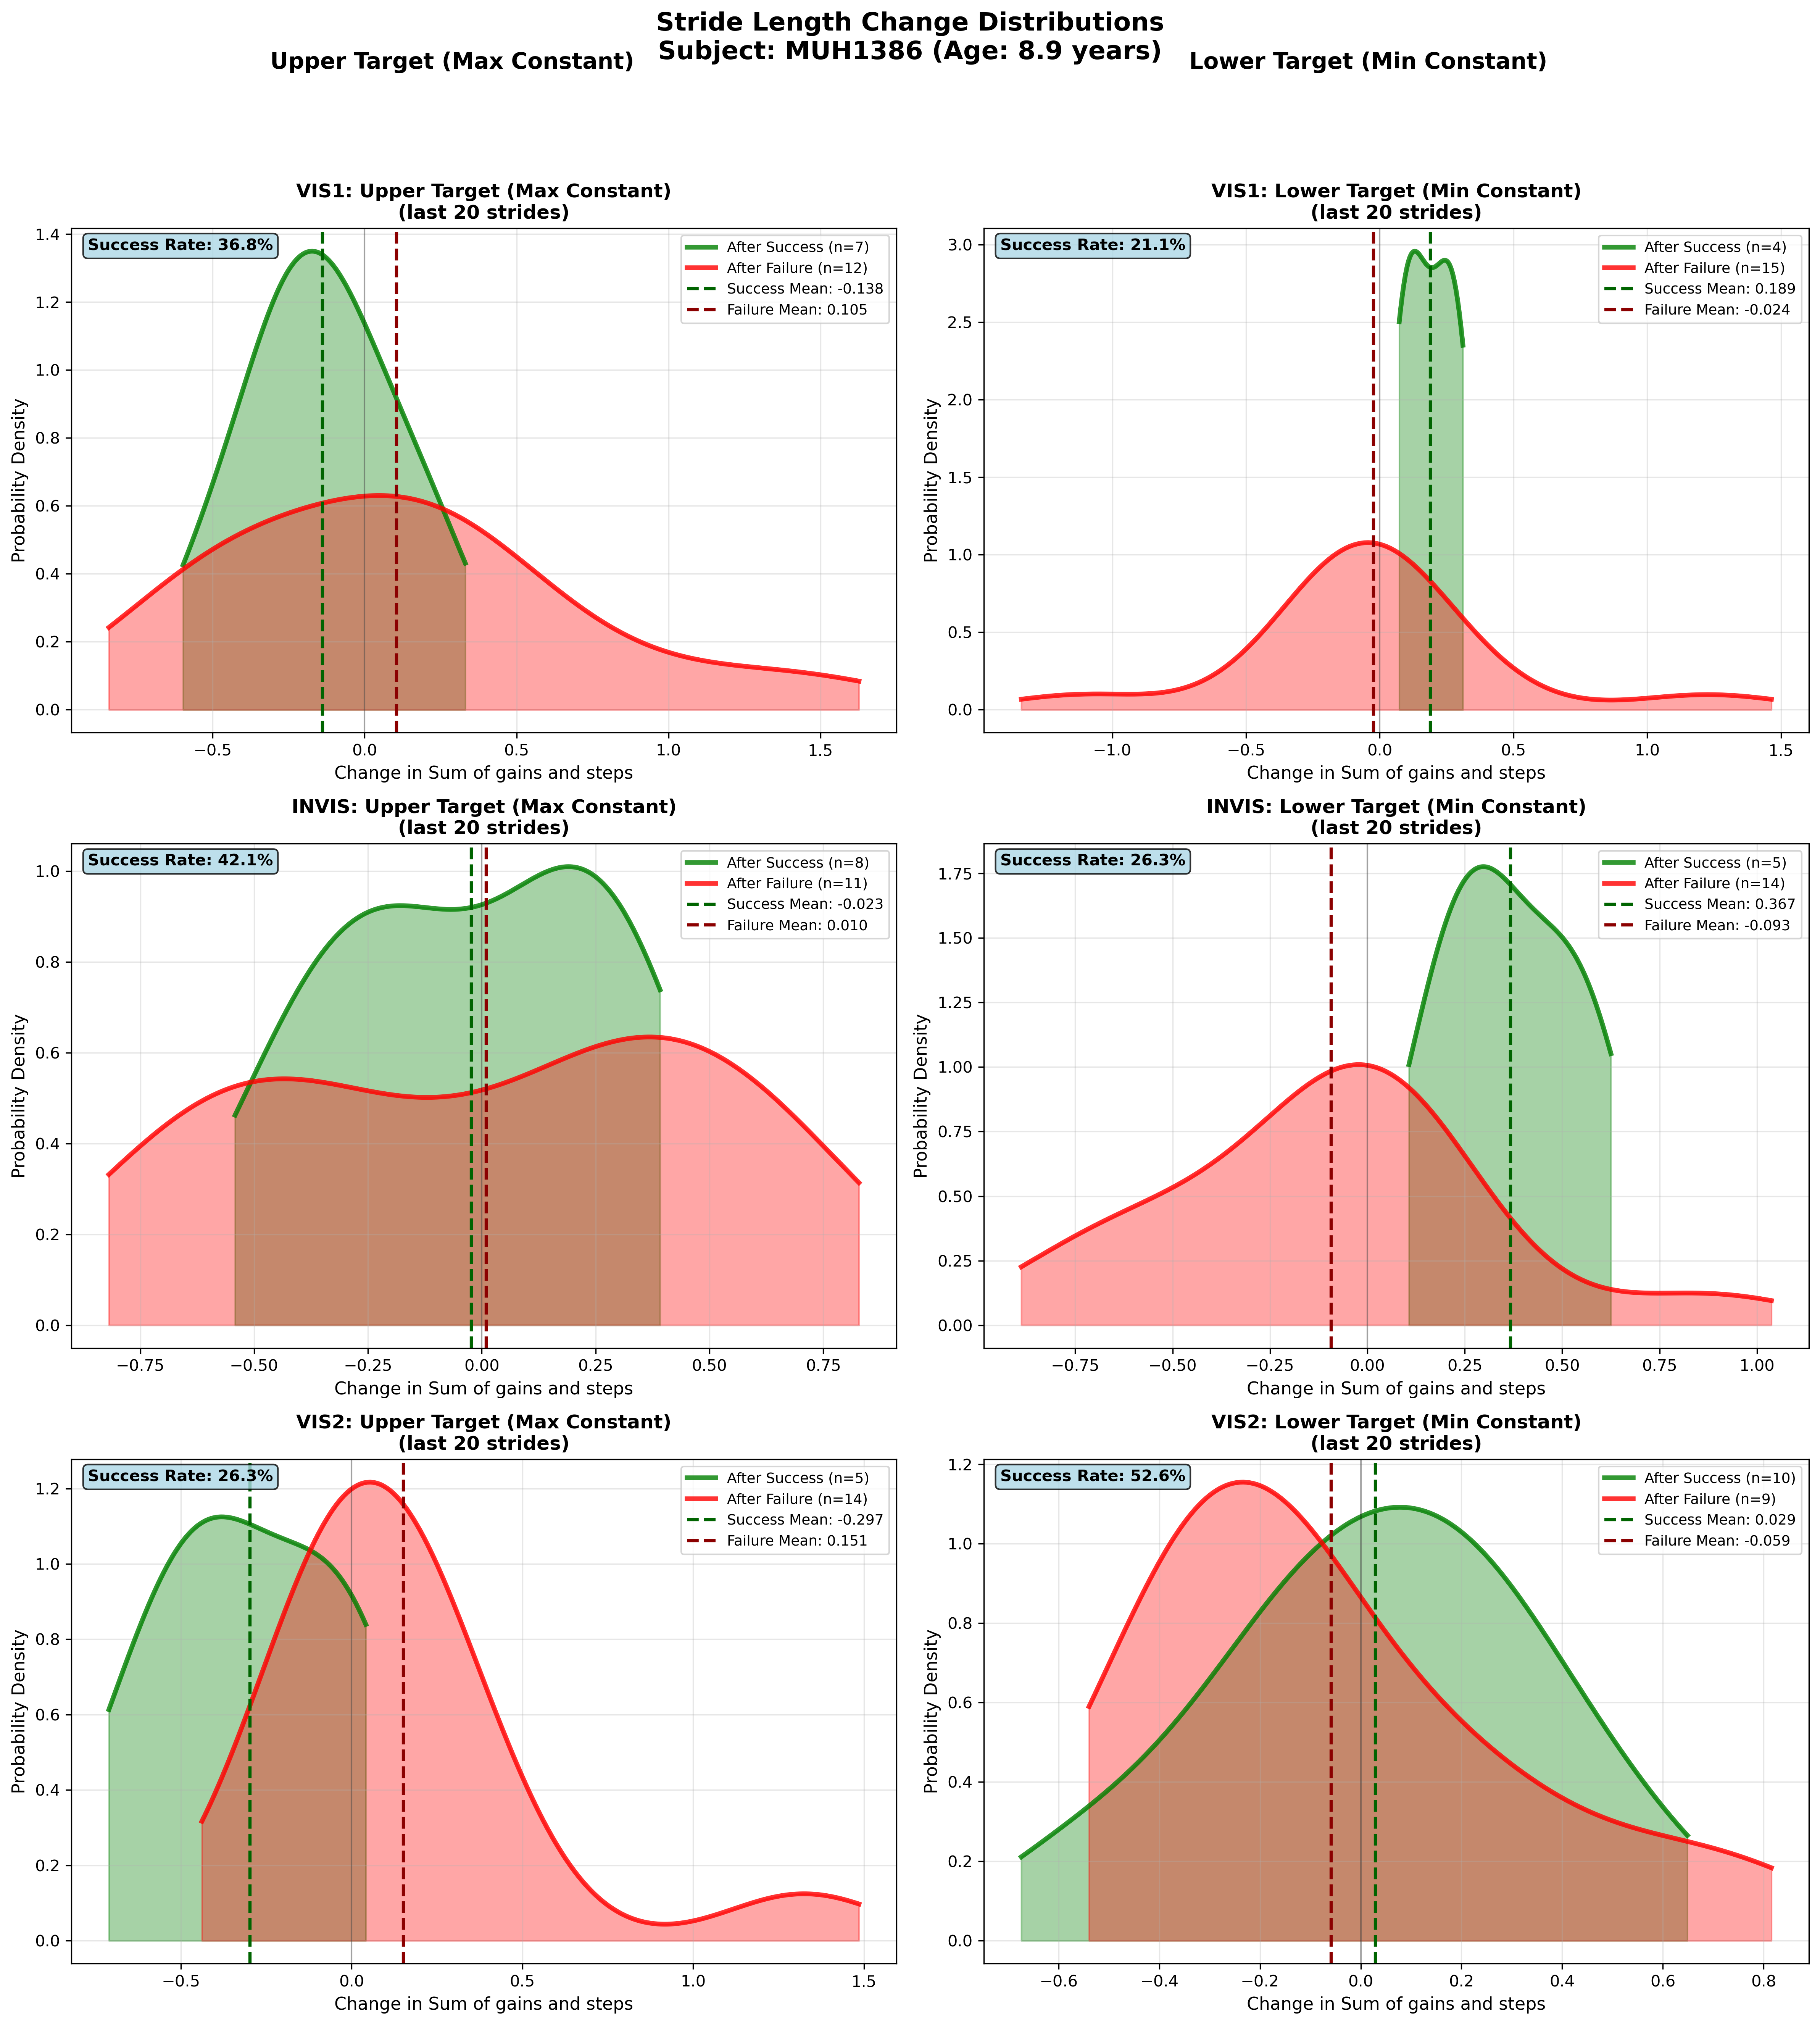 Stride Length Change Distributions
Subject: MUH1386 (Age: 8.9 years)
Upper Target (Max Constant)
Lower Target (Min Constant)
VIS1: Upper Target (Max Constant)
(last 20 strides)
Success Rate: 36.8%
After Success (n=7)
After Failure (n=12)
Success Mean: -0.138
Failure Mean: 0.105
Probability Density
1.4
1.2
1.0
0.8
0.6
0.4
0.2
0.0
−0.5
0.0
0.5
1.0
1.5
Change in Sum of gains and steps
VIS1: Lower Target (Min Constant)
(last 20 strides)
Success Rate: 21.1%
After Success (n=4)
After Failure (n=15)
Success Mean: 0.189
Failure Mean: -0.024
Probability Density
3.0
2.5
2.0
1.5
1.0
0.5
0.0
−1.0
−0.5
0.0
0.5
1.0
1.5
Change in Sum of gains and steps
INVIS: Upper Target (Max Constant)
(last 20 strides)
Success Rate: 42.1%
After Success (n=8)
After Failure (n=11)
Success Mean: -0.023
Failure Mean: 0.010
Probability Density
1.0
0.8
0.6
0.4
0.2
0.0
−0.75
−0.50
−0.25
0.00
0.25
0.50
0.75
Change in Sum of gains and steps
INVIS: Lower Target (Min Constant)
(last 20 strides)
Success Rate: 26.3%
After Success (n=5)
After Failure (n=14)
Success Mean: 0.367
Failure Mean: -0.093
Probability Density
1.75
1.50
1.25
1.00
0.75
0.50
0.25
0.00
−0.75
−0.50
−0.25
0.00
0.25
0.50
0.75
1.00
Change in Sum of gains and steps
VIS2: Upper Target (Max Constant)
(last 20 strides)
Success Rate: 26.3%
After Success (n=5)
After Failure (n=14)
Success Mean: -0.297
Failure Mean: 0.151
Probability Density
1.2
1.0
0.8
0.6
0.4
0.2
0.0
−0.5
0.0
0.5
1.0
1.5
Change in Sum of gains and steps
VIS2: Lower Target (Min Constant)
(last 20 strides)
Success Rate: 52.6%
After Success (n=10)
After Failure (n=9)
Success Mean: 0.029
Failure Mean: -0.059
Probability Density
1.2
1.0
0.8
0.6
0.4
0.2
0.0
−0.6
−0.4
−0.2
0.0
0.2
0.4
0.6
0.8
Change in Sum of gains and steps